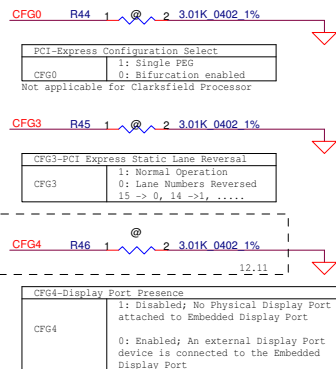 CFG0 R44 1 @ 2 3.01K_0402_1%
PCI-Express Configuration Select
CFG0
1: Single PEG
0: Bifurcation enabled
Not applicable for Clarksfield Processor
CFG3 R45 1 @ 2 3.01K_0402_1%
CFG3-PCI Express Static Lane Reversal
CFG3
1: Normal Operation
0: Lane Numbers Reversed
15 -> 0, 14 ->1, .....
@
CFG4 R46 1 2 3.01K_0402_1%
12.11
CFG4-Display Port Presence
CFG4
1: Disabled; No Physical Display Port
attached to Embedded Display Port
0: Enabled; An external Display Port
device is connected to the Embedded
Display Port